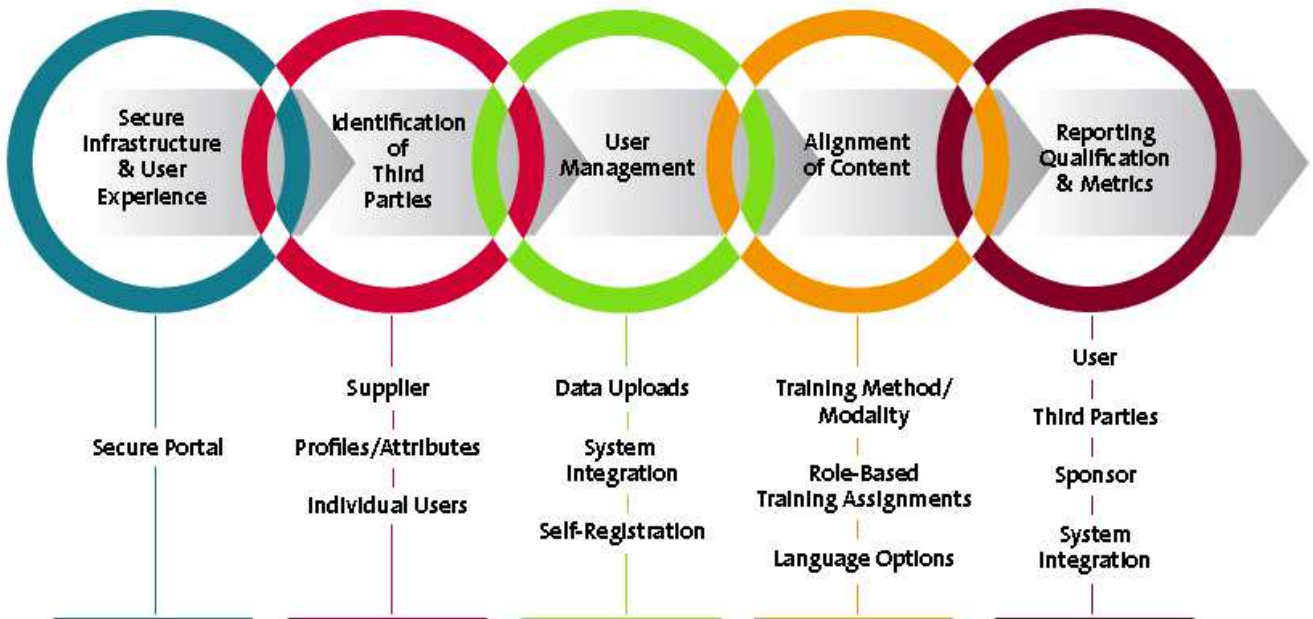 Secure
Infrastructure
& User
Experience
Identification
of
Third
Parties
User
Management
Alignment
of Content
Reporting
Qualification
& Metrics
Secure Portal
Supplier
Profiles/Attributes
Individual Users
Data Uploads
System
Integration
Self-Registration
Training Method/
Modality
Role-Based
Training Assignments
Language Options
User
Third Parties
Sponsor
System
Integration